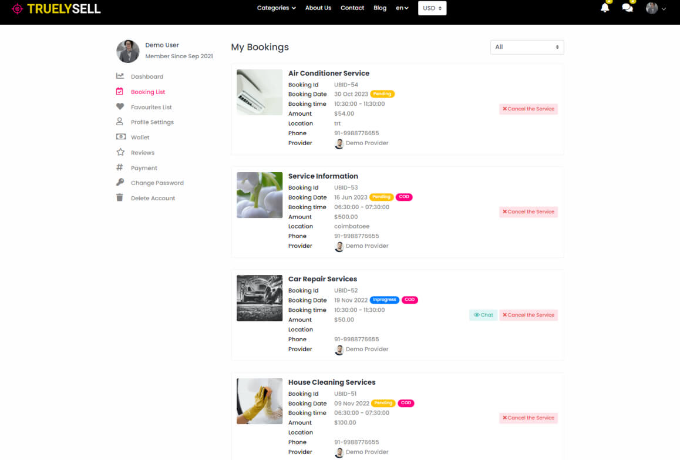 TRUELYSELL
Categories About Us Contact Blog en USD
Demo User
Member Since Sep 2021
Dashboard
Booking List
Favourites List
Profile Settings
Wallet
Reviews
Payment
Change Password
Delete Account
My Bookings
All
Air Conditioner Service
Booking Id UBID-54
Booking Date 30 Oct 2023 Pending
Booking time 10:30:00 - 11:30:00
Amount $54.00
Location trt
Phone 91-9988776655
Provider Demo Provider
Cancel the Service
Service Information
Booking Id UBID-53
Booking Date 16 Jun 2023 Pending COD
Booking time 06:30:00 - 07:30:00
Amount $500.00
Location coimbatoee
Phone 91-9988776655
Provider Demo Provider
Cancel the Service
Car Repair Services
Booking Id UBID-52
Booking Date 19 Nov 2022 Inprogress COD
Booking time 10:30:00 - 11:30:00
Amount $50.00
Location
Phone 91-9988776655
Provider Demo Provider
Chat Cancel the Service
House Cleaning Services
Booking Id UBID-51
Booking Date 09 Nov 2022 Pending COD
Booking time 06:30:00 - 07:30:00
Amount $100.00
Location
Phone 91-9988776655
Provider Demo Provider
Cancel the Service